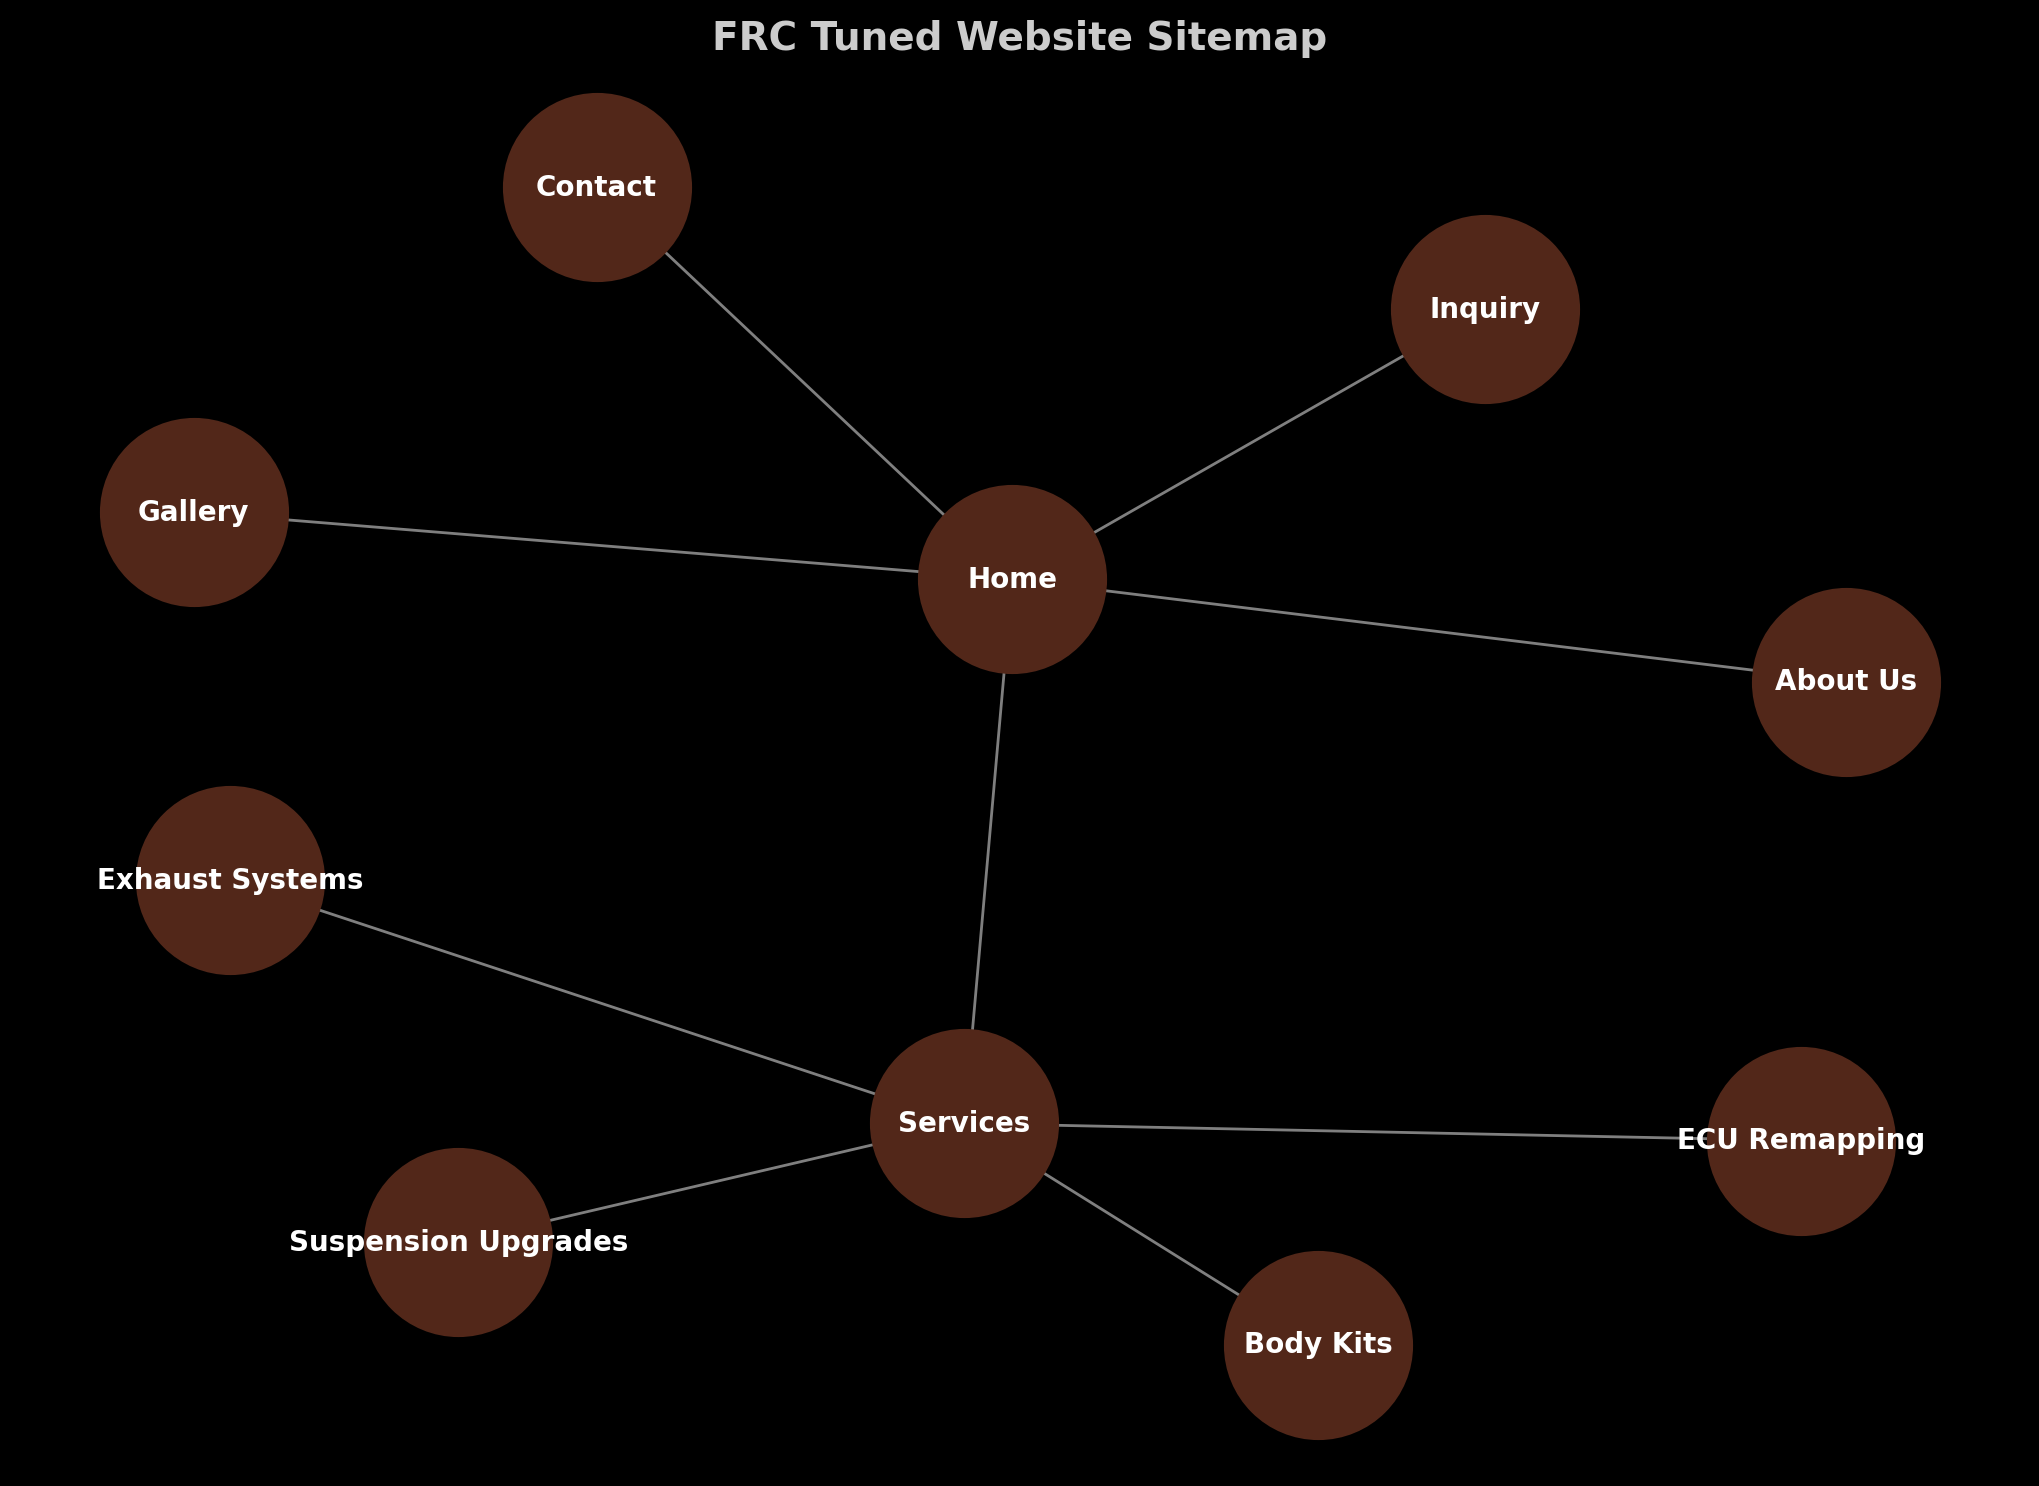 FRC Tuned Website Sitemap
Contact
Inquiry
Gallery
Home
About Us
Exhaust Systems
Services
ECU Remapping
Suspension Upgrades
Body Kits